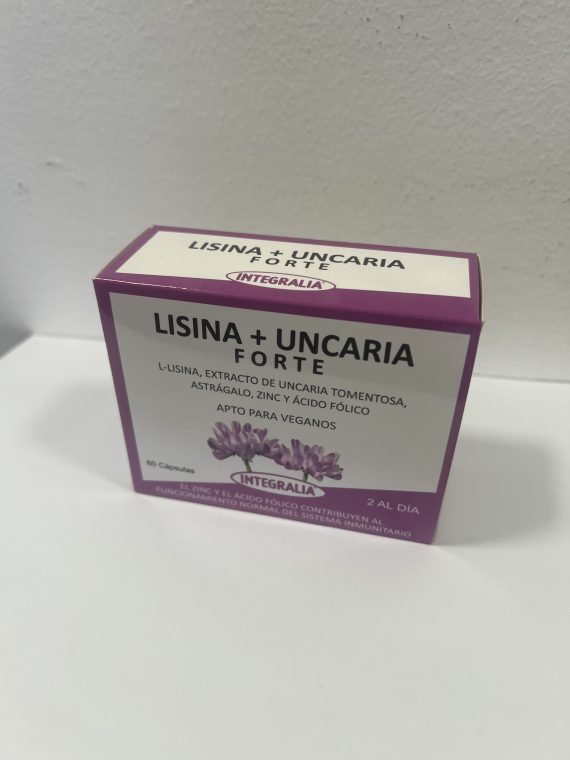 LISINA + UNCARIA
FORTE
INTEGRALIA
LISINA + UNCARIA
FORTE
L-LISINA, EXTRACTO DE UNCARIA TOMENTOSA,
ASTRÁGALO, ZINC Y ÁCIDO FÓLICO
APTO PARA VEGANOS
60 Cápsulas
INTEGRALIA
2 AL DÍA
EL ZINC Y EL ÁCIDO FÓLICO CONTRIBUYEN AL
FUNCIONAMIENTO NORMAL DEL SISTEMA INMUNITARIO